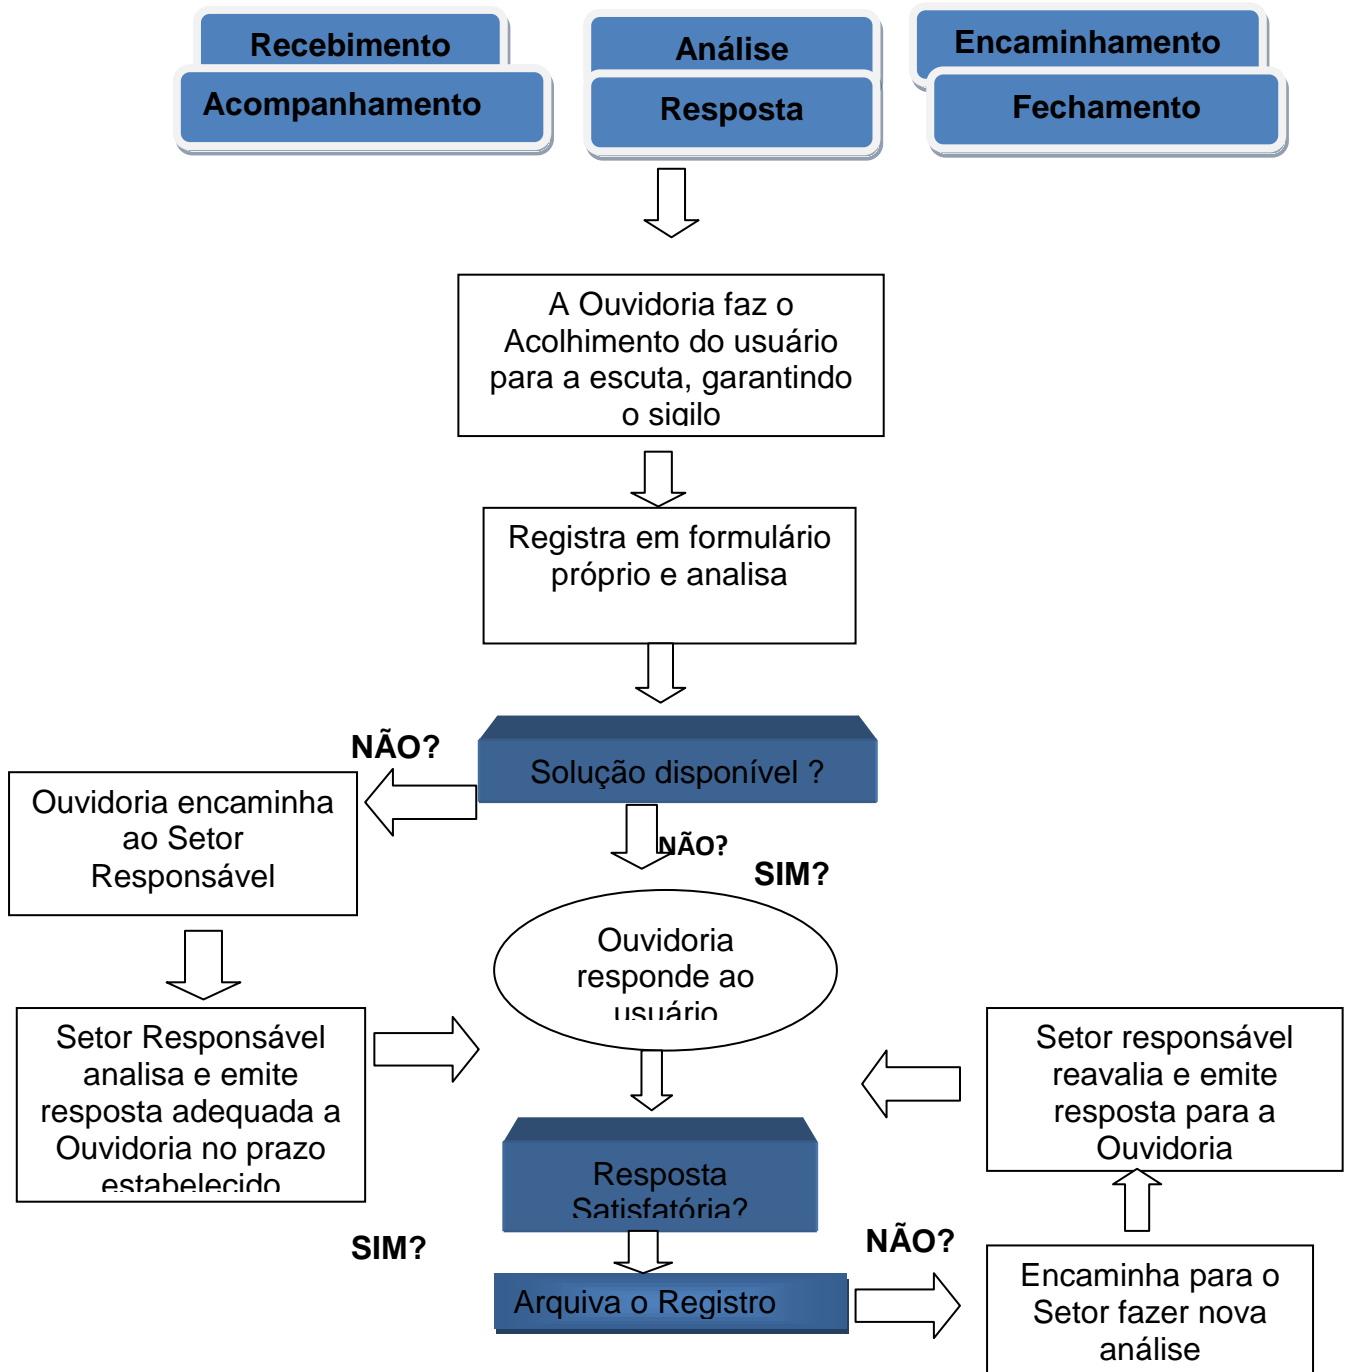 Recebimento
Análise
Encaminhamento
Acompanhamento
Resposta
Fechamento
A Ouvidoria faz o
Acolhimento do usuário
para a escuta, garantindo
o sigilo
Registra em formulário
próprio e analisa
NÃO?
Solução disponível ?
Ouvidoria encaminha
ao Setor
Responsável
NÃO?
SIM?
Ouvidoria
responde ao
usuário
Setor Responsável
analisa e emite
resposta adequada a
Ouvidoria no prazo
estabelecido
Setor responsável
reavalia e emite
resposta para a
Ouvidoria
Resposta
Satisfatória?
SIM?
NÃO?
Arquiva o Registro
Encaminha para o
Setor fazer nova
análise